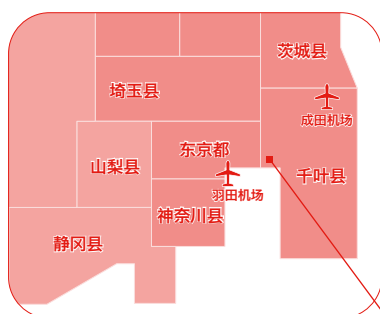 茨城县
埼玉县
成田机场
东京都
山梨县
千叶县
羽田机场
神奈川县
静冈县